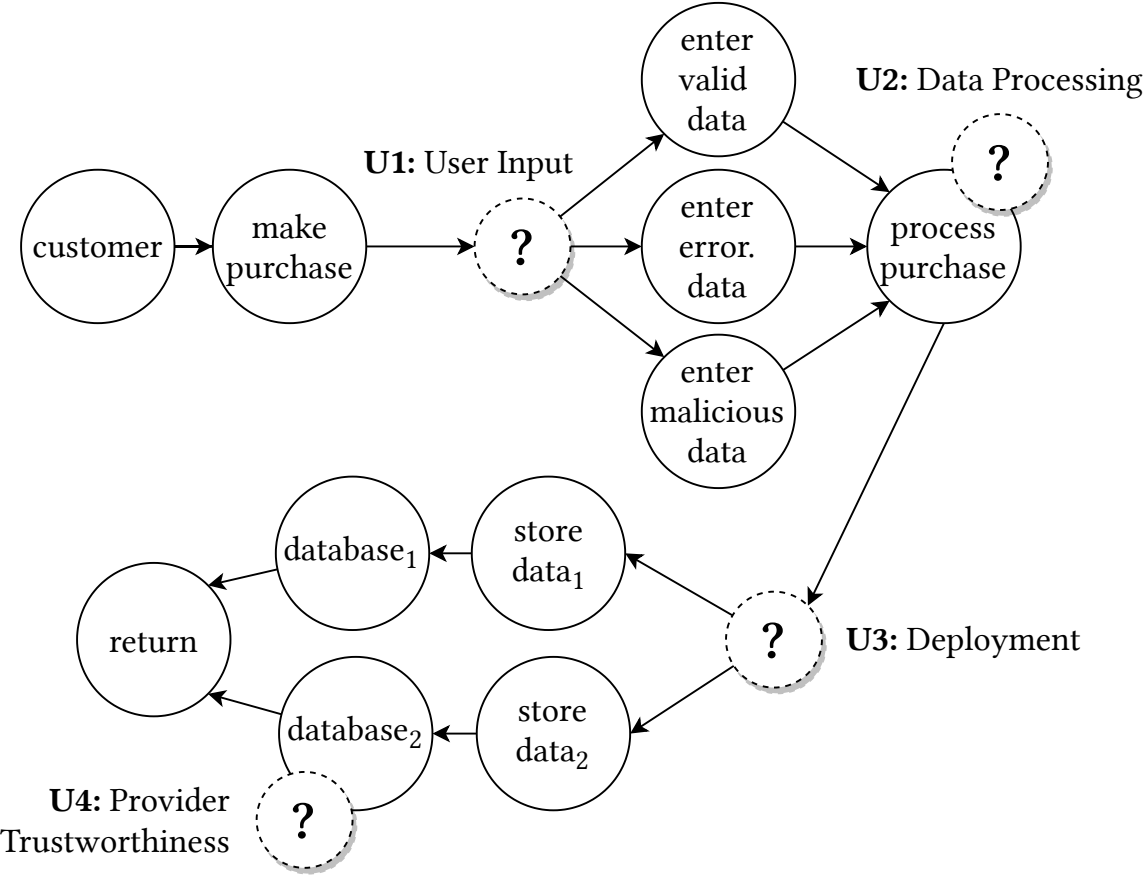 customer
make
purchase
U1: User Input
?
enter
valid
data
enter
error.
data
enter
malicious
data
U2: Data Processing
?
process
purchase
?
U3: Deployment
store
data₁
database₁
store
data₂
database₂
return
U4: Provider
Trustworthiness
?